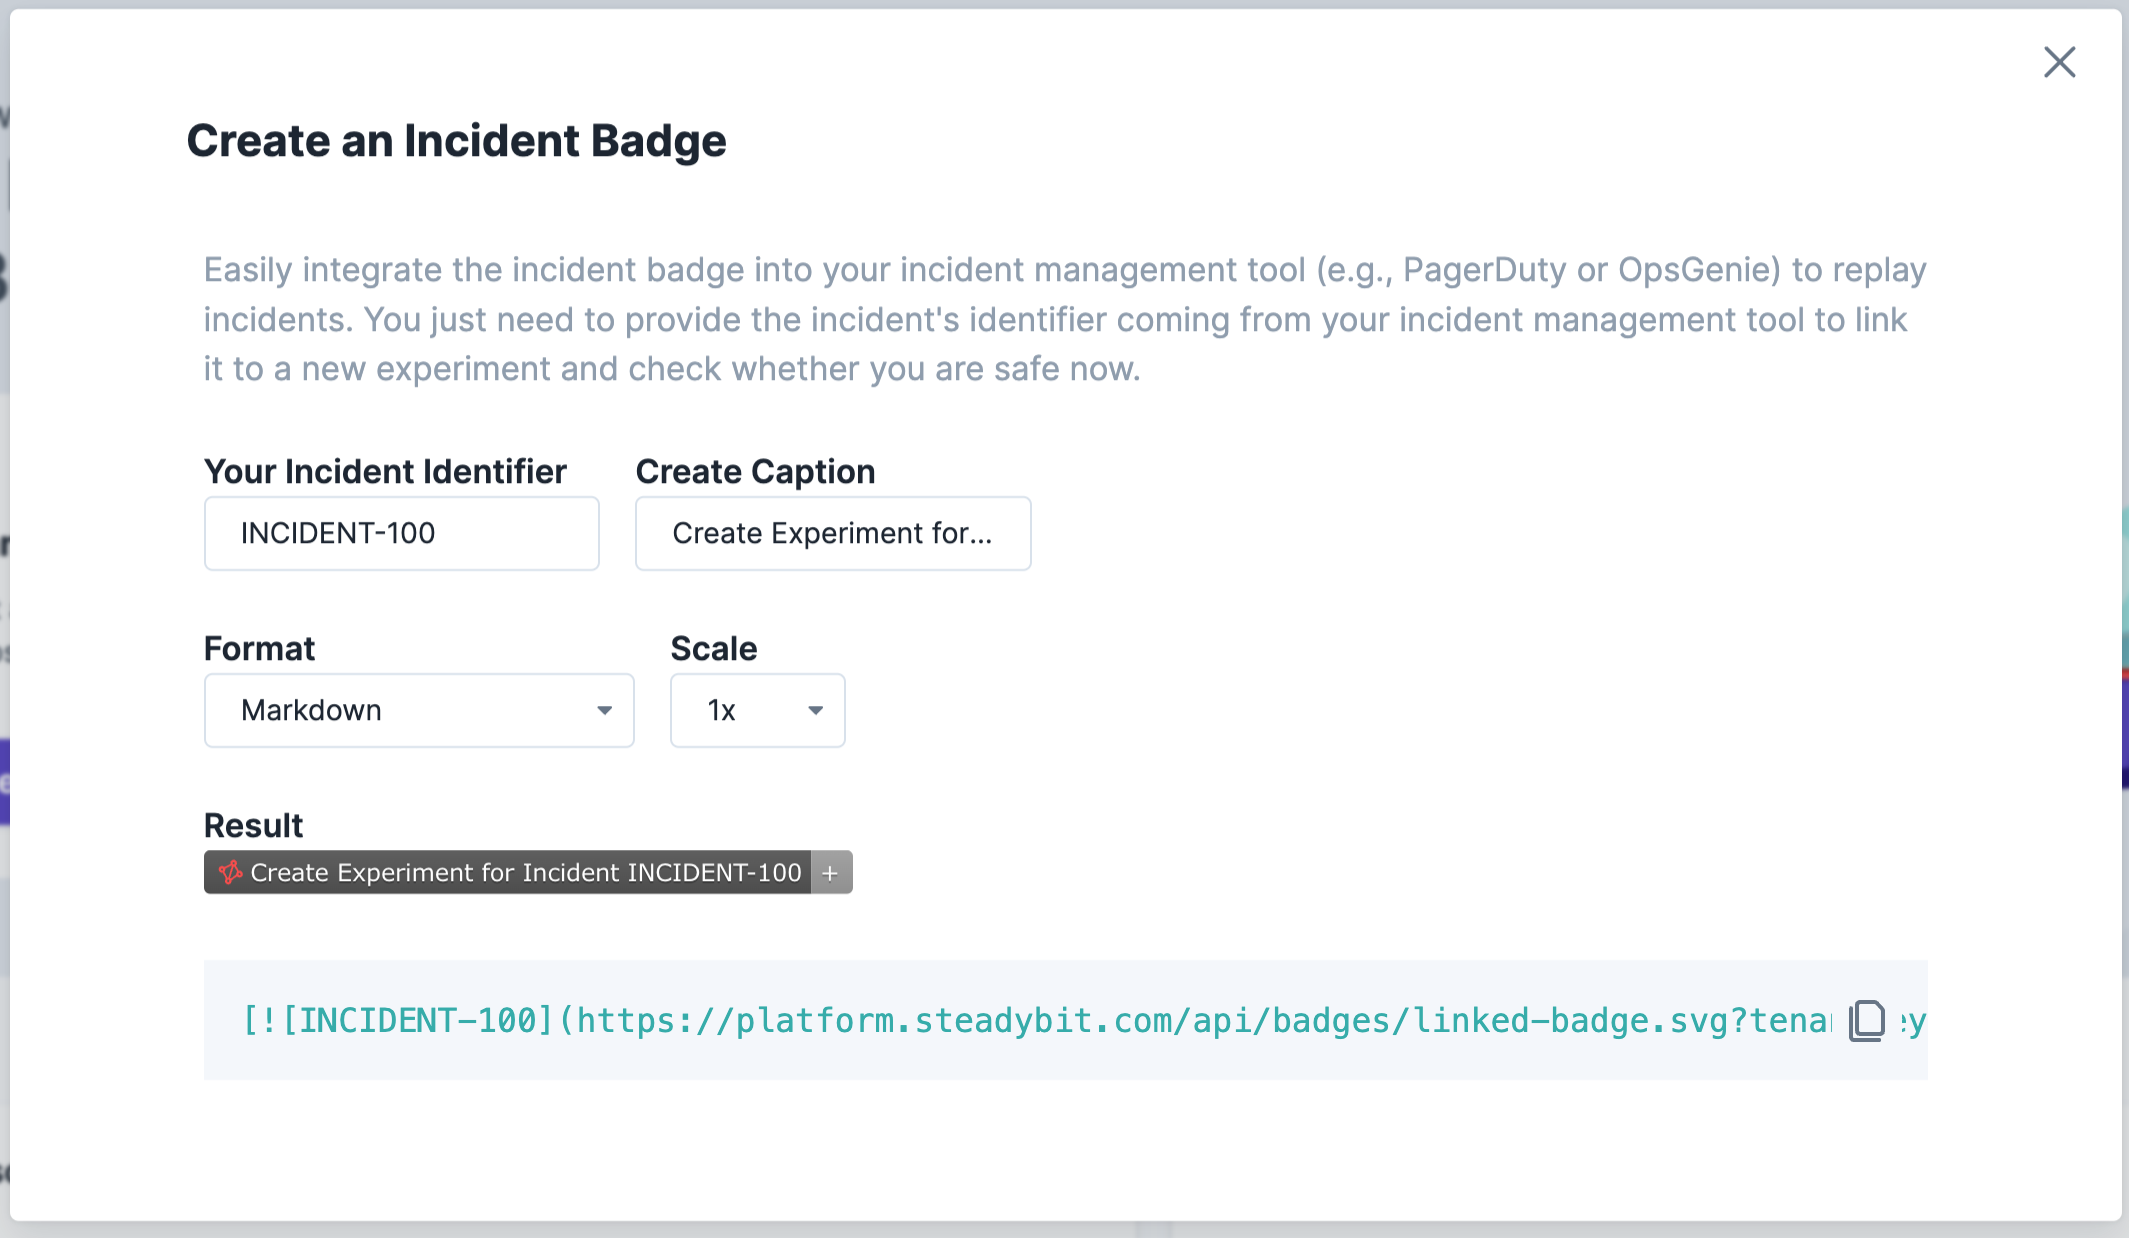 Create an Incident Badge
Easily integrate the incident badge into your incident management tool (e.g., PagerDuty or OpsGenie) to replay
incidents. You just need to provide the incident's identifier coming from your incident management tool to link
it to a new experiment and check whether you are safe now.
Your Incident Identifier
Create Caption
INCIDENT-100
Create Experiment for...
Format
Scale
Markdown
1x
Result
Create Experiment for Incident INCIDENT-100 +
[![INCIDENT-100](https://platform.steadybit.com/api/badges/linked-badge.svg?tena